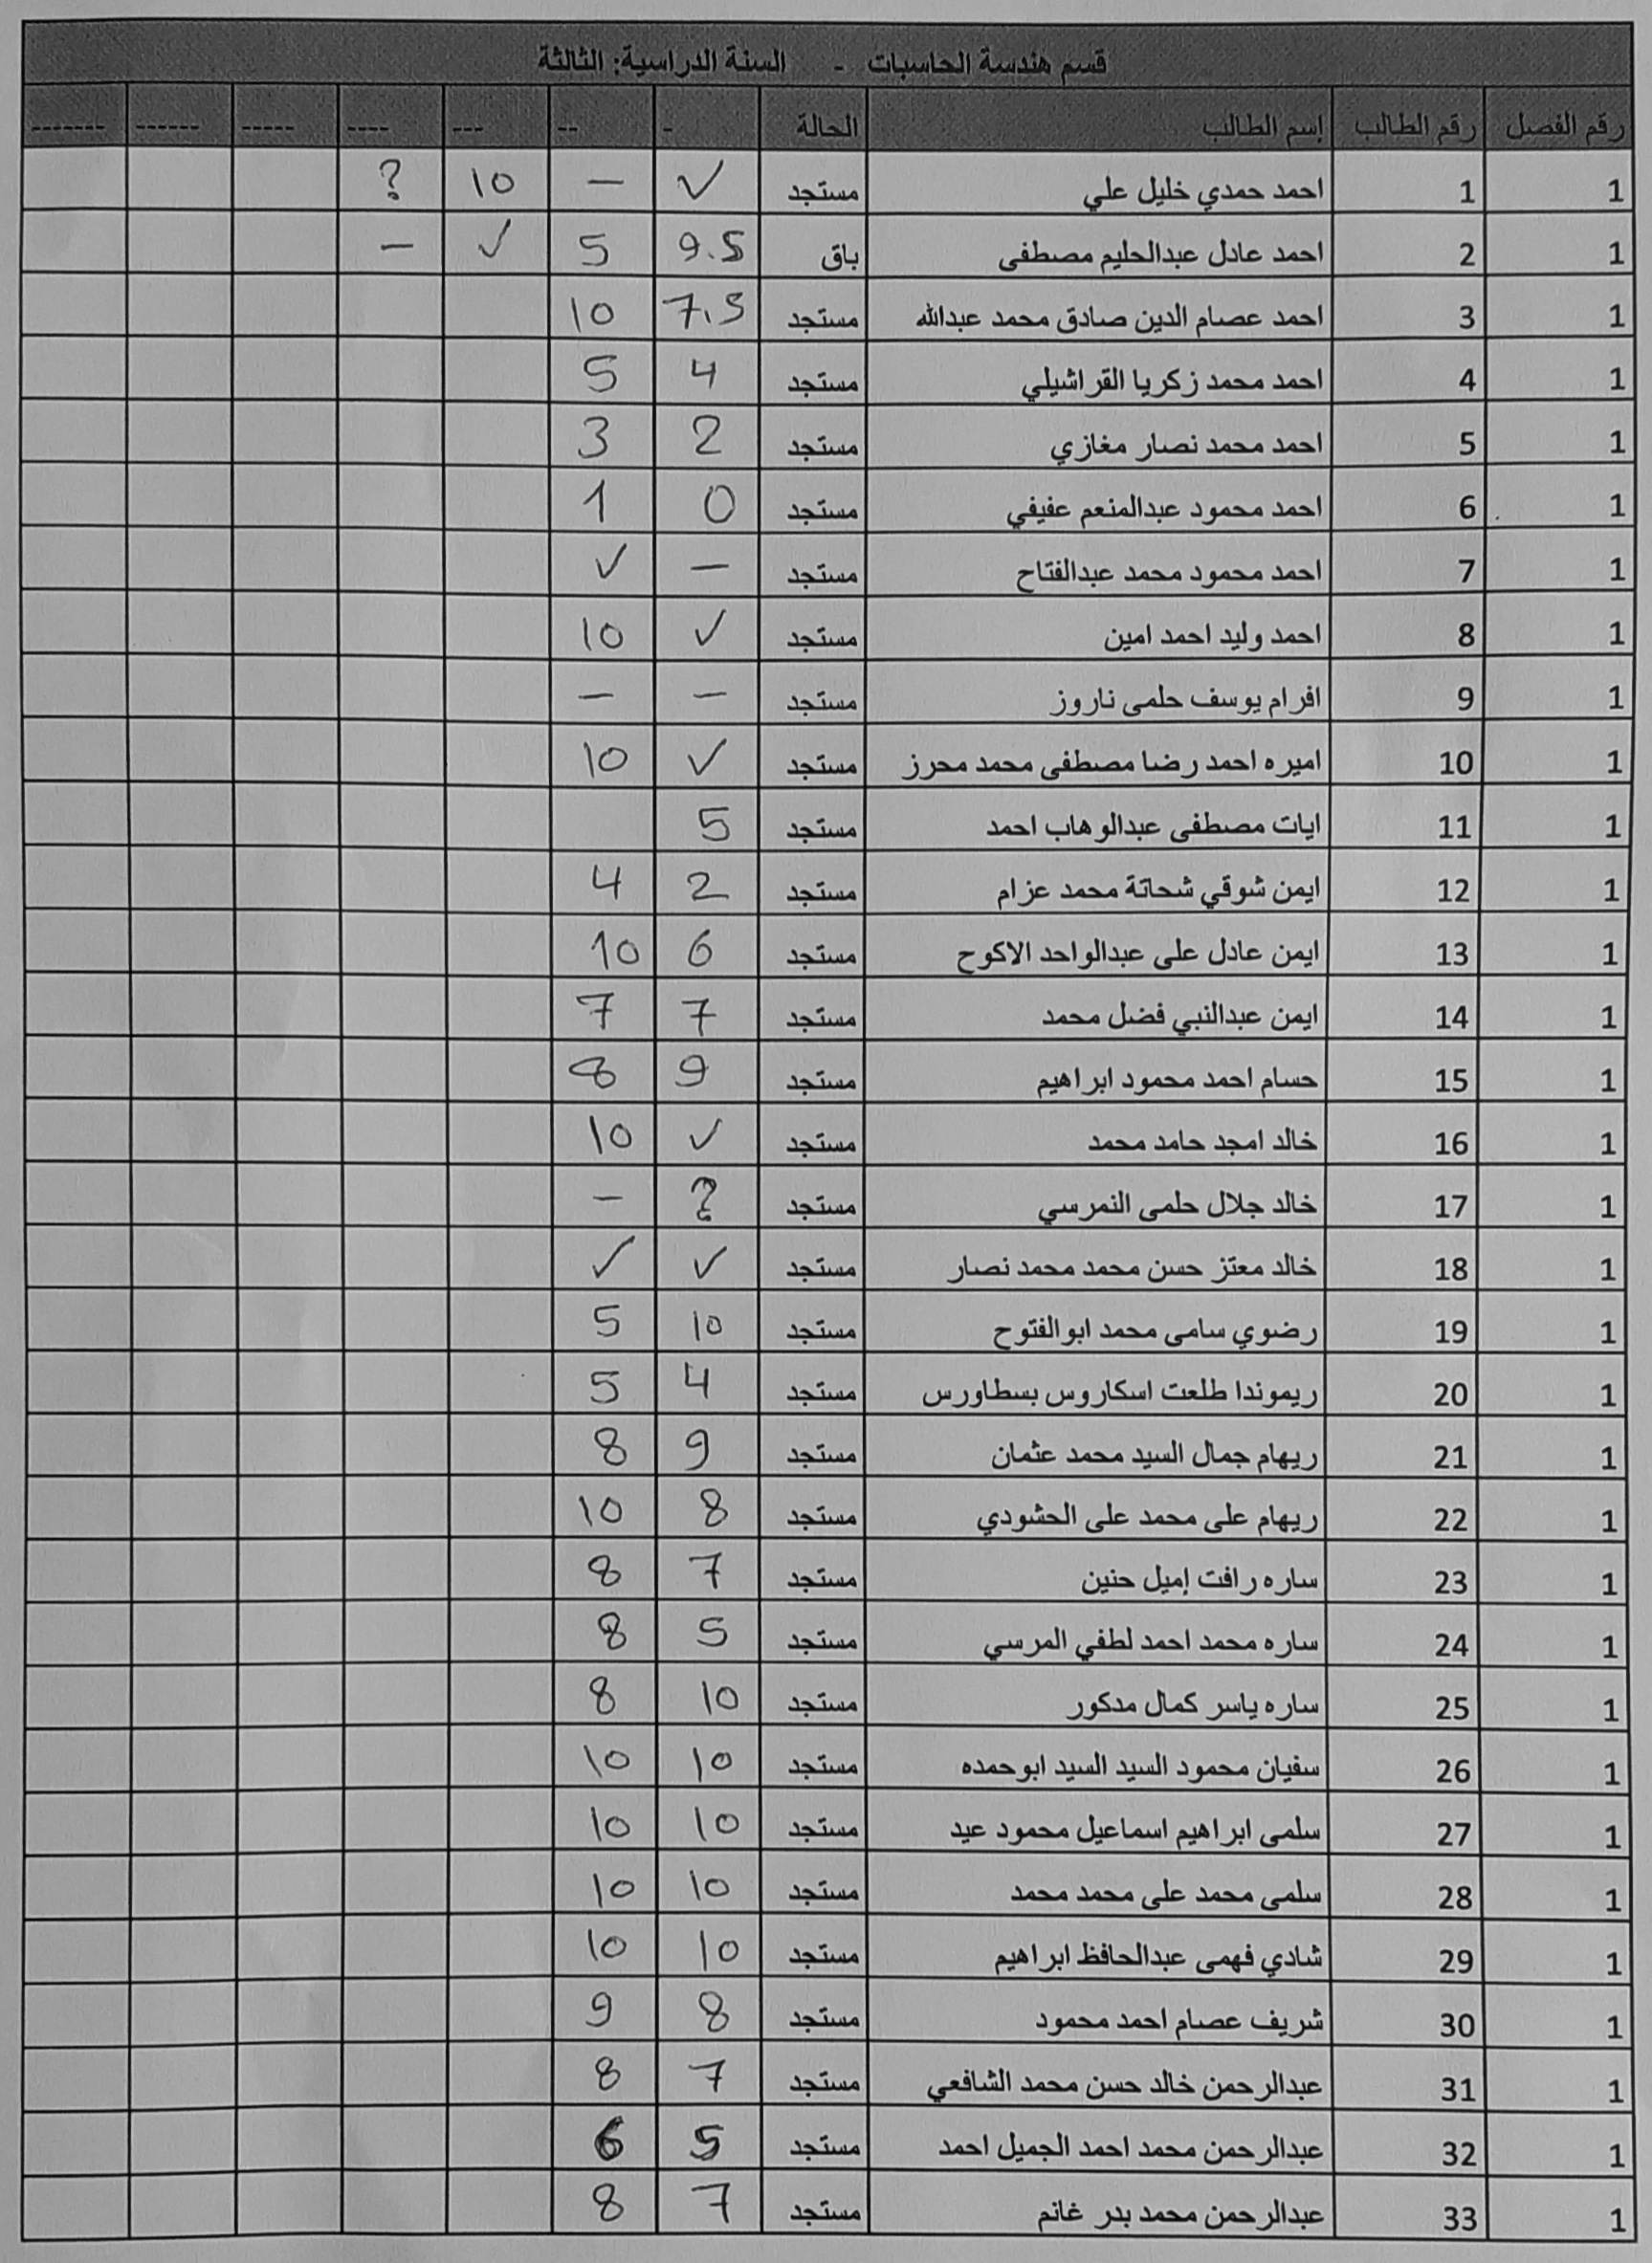 قسم هندسة الحاسبات - السنة الدراسية: الثالثة
رقم الفصل رقم الطالب إسم الطالب الحالة - -- --- ---- ----- ------ -------
1 1 احمد حمدي خليل علي مستجد ✓ – 10 ?
1 2 احمد عادل عبدالحليم مصطفى باق 9.5 5 ✓ –
1 3 احمد عصام الدين صادق محمد عبدالله مستجد 7.5 10
1 4 احمد محمد زكريا القراشيلي مستجد 4 5
1 5 احمد محمد نصار مغازي مستجد 2 3
1 6 احمد محمود عبدالمنعم عفيفي مستجد 0 1
1 7 احمد محمود محمد عبدالفتاح مستجد – ✓
1 8 احمد وليد احمد امين مستجد ✓ 10
1 9 افرام يوسف حلمى ناروز مستجد – –
1 10 اميره احمد رضا مصطفى محمد محرز مستجد ✓ 10
1 11 ايات مصطفى عبدالوهاب احمد مستجد 5
1 12 ايمن شوقي شحاتة محمد عزام مستجد 2 4
1 13 ايمن عادل على عبدالواحد الاكوح مستجد 6 10
1 14 ايمن عبدالنبي فضل محمد مستجد 7 7
1 15 حسام احمد محمود ابراهيم مستجد 9 8
1 16 خالد امجد حامد محمد مستجد ✓ 10
1 17 خالد جلال حلمى النمرسي مستجد ? –
1 18 خالد معتز حسن محمد محمد نصار مستجد ✓ ✓
1 19 رضوي سامى محمد ابوالفتوح مستجد 10 5
1 20 ريموندا طلعت اسكاروس بسطاورس مستجد 4 5
1 21 ريهام جمال السيد محمد عثمان مستجد 9 8
1 22 ريهام على محمد على الحشودي مستجد 8 10
1 23 ساره رافت إميل حنين مستجد 7 8
1 24 ساره محمد احمد لطفي المرسي مستجد 5 8
1 25 ساره ياسر كمال مدكور مستجد 10 8
1 26 سفيان محمود السيد السيد ابوحمده مستجد 10 10
1 27 سلمى ابراهيم اسماعيل محمود عيد مستجد 10 10
1 28 سلمى محمد على محمد محمد مستجد 10 10
1 29 شادي فهمى عبدالحافظ ابراهيم مستجد 10 10
1 30 شريف عصام احمد محمود مستجد 8 9
1 31 عبدالرحمن خالد حسن محمد الشافعي مستجد 7 8
1 32 عبدالرحمن محمد احمد الجميل احمد مستجد 5 6
1 33 عبدالرحمن محمد بدر غانم مستجد 7 8